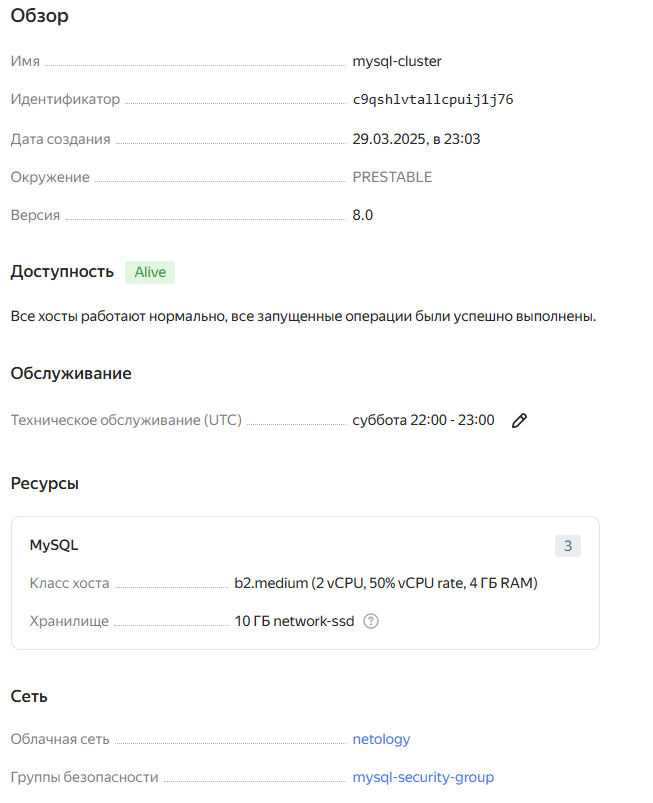 Обзор
Имя mysql-cluster
Идентификатор c9qshlvtallcpuij1j76
Дата создания 29.03.2025, в 23:03
Окружение PRESTABLE
Версия 8.0
Доступность Alive
Все хосты работают нормально, все запущенные операции были успешно выполнены.
Обслуживание
Техническое обслуживание (UTC) суббота 22:00 - 23:00
Ресурсы
MySQL 3
Класс хоста b2.medium (2 vCPU, 50% vCPU rate, 4 ГБ RAM)
Хранилище 10 ГБ network-ssd
Сеть
Облачная сеть netology
Группы безопасности mysql-security-group